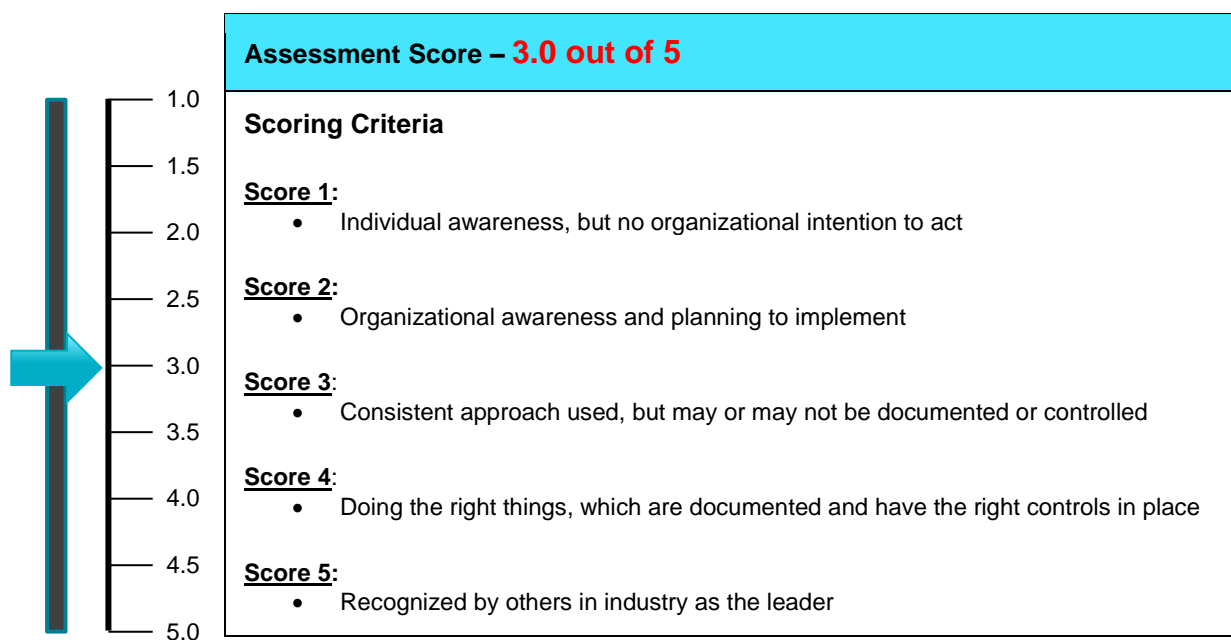 Assessment Score – 3.0 out of 5
1.0
1.5
2.0
2.5
3.0
3.5
4.0
4.5
5.0
Scoring Criteria
Score 1:
• Individual awareness, but no organizational intention to act
Score 2:
• Organizational awareness and planning to implement
Score 3:
• Consistent approach used, but may or may not be documented or controlled
Score 4:
• Doing the right things, which are documented and have the right controls in place
Score 5:
• Recognized by others in industry as the leader